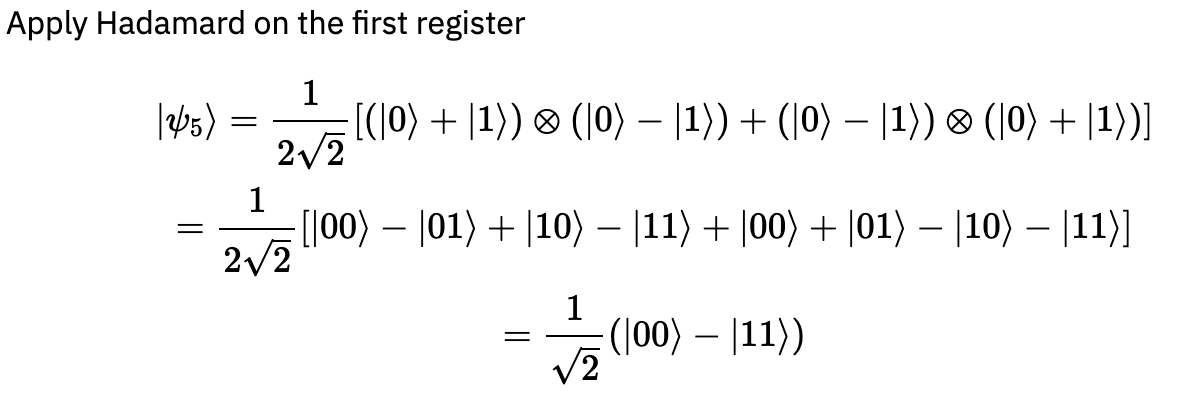 Apply Hadamard on the first register
|ψ₅⟩ = 1/(2√2) [(|0⟩ + |1⟩) ⊗ (|0⟩ − |1⟩) + (|0⟩ − |1⟩) ⊗ (|0⟩ + |1⟩)]
= 1/(2√2) [|00⟩ − |01⟩ + |10⟩ − |11⟩ + |00⟩ + |01⟩ − |10⟩ − |11⟩]
= 1/√2 (|00⟩ − |11⟩)